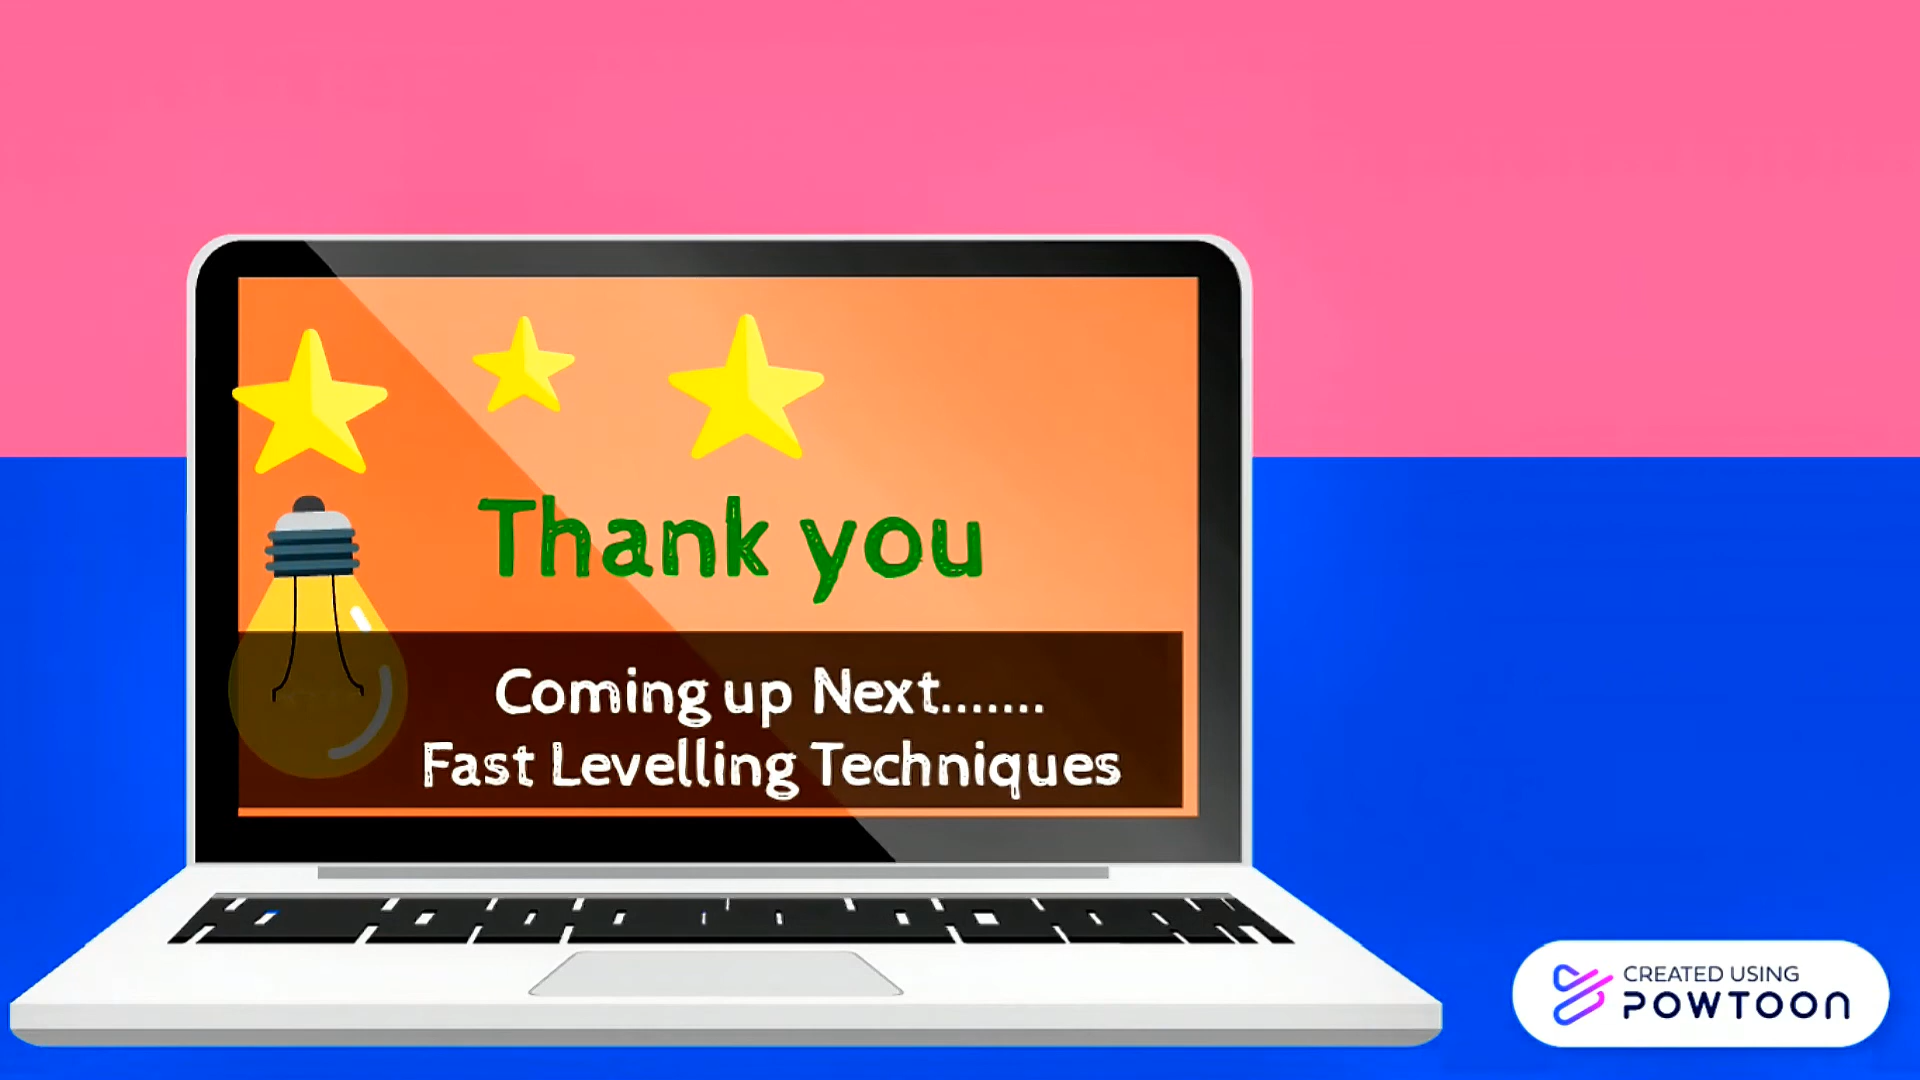 Thank you
Coming up Next.......
Fast Levelling Techniques
CREATED USING
POWTOON